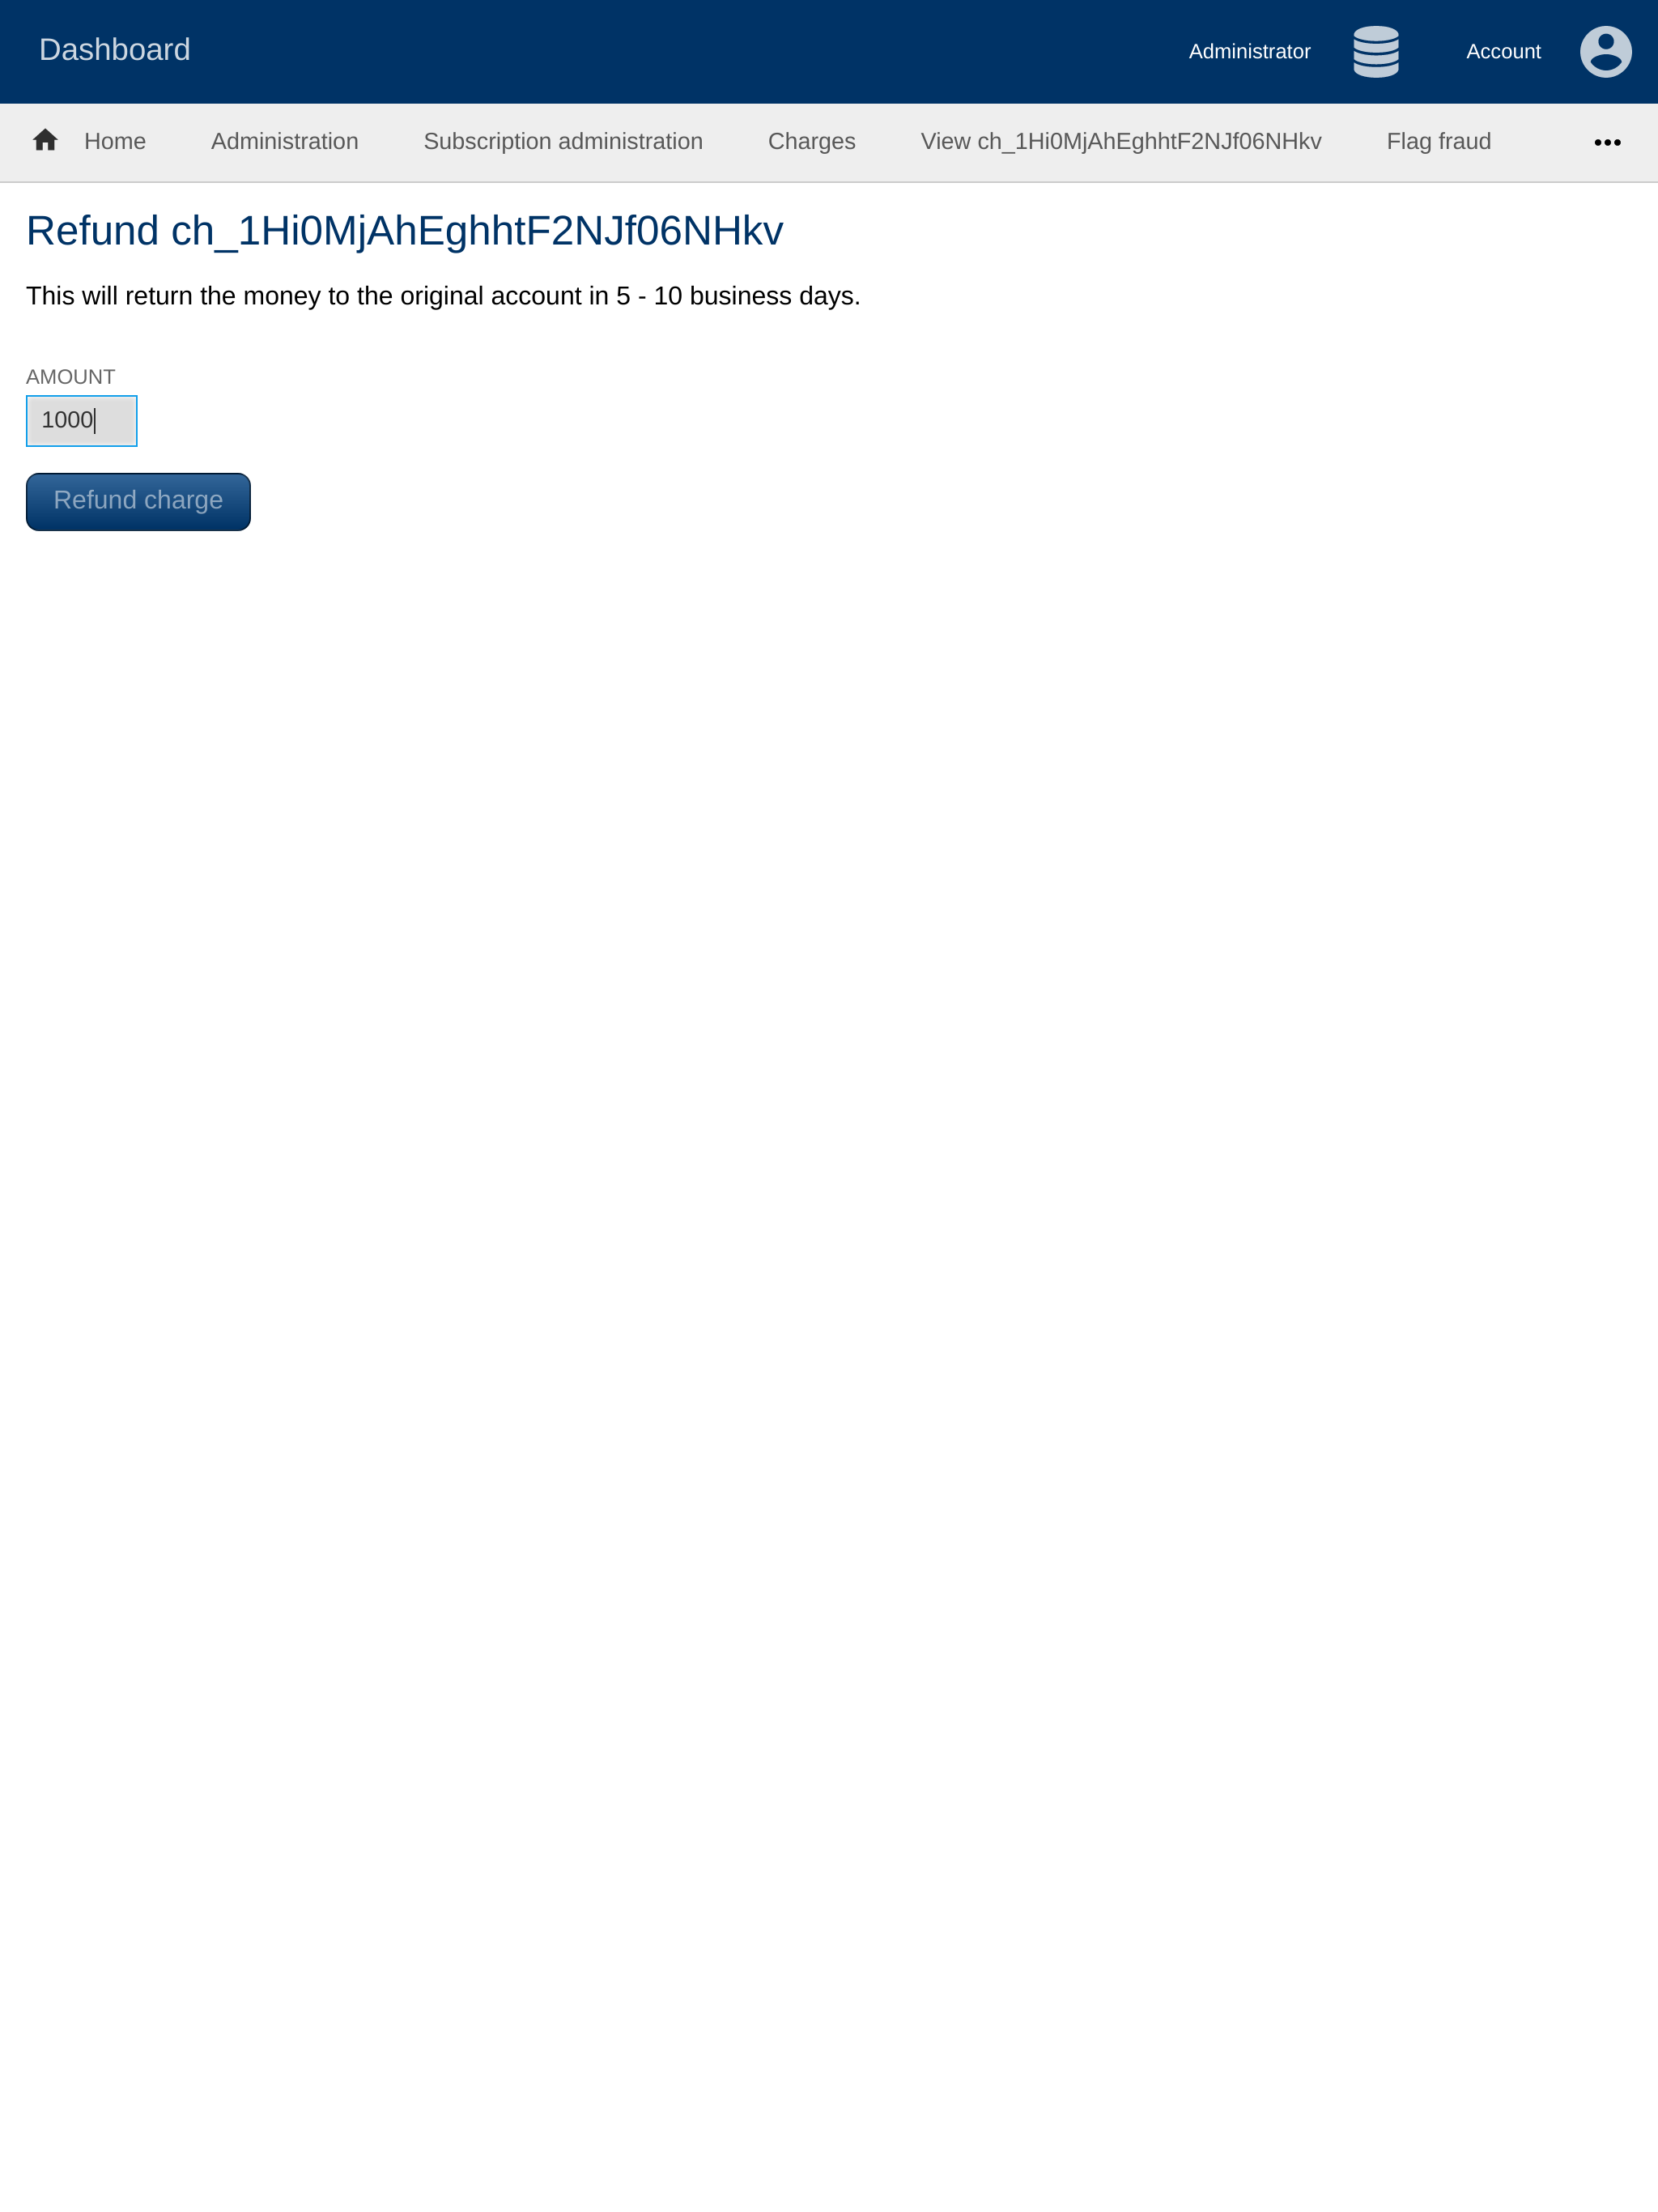 Dashboard
Administrator
Account
Home
Administration
Subscription administration
Charges
View ch_1Hi0MjAhEghhtF2NJf06NHkv
Flag fraud
Refund ch_1Hi0MjAhEghhtF2NJf06NHkv
This will return the money to the original account in 5 - 10 business days.
AMOUNT
1000
Refund charge